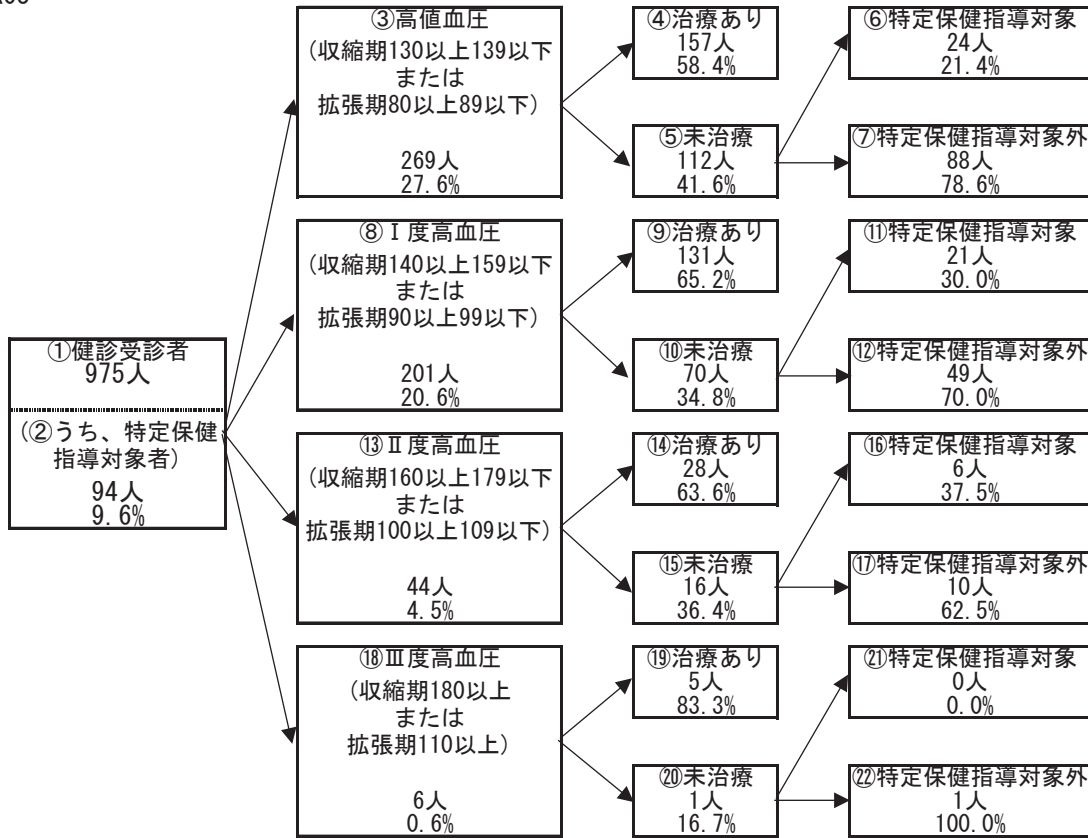 ①健診受診者
975人
(②うち、特定保健
指導対象者)
94人
9.6%
③高値血圧
(収縮期130以上139以下
または
拡張期80以上89以下)
269人
27.6%
④治療あり
157人
58.4%
⑤未治療
112人
41.6%
⑥特定保健指導対象
24人
21.4%
⑦特定保健指導対象外
88人
78.6%
⑧Ⅰ度高血圧
(収縮期140以上159以下
または
拡張期90以上99以下)
201人
20.6%
⑨治療あり
131人
65.2%
⑩未治療
70人
34.8%
⑪特定保健指導対象
21人
30.0%
⑫特定保健指導対象外
49人
70.0%
⑬Ⅱ度高血圧
(収縮期160以上179以下
または
拡張期100以上109以下)
44人
4.5%
⑭治療あり
28人
63.6%
⑮未治療
16人
36.4%
⑯特定保健指導対象
6人
37.5%
⑰特定保健指導対象外
10人
62.5%
⑱Ⅲ度高血圧
(収縮期180以上
または
拡張期110以上)
6人
0.6%
⑲治療あり
5人
83.3%
⑳未治療
1人
16.7%
㉑特定保健指導対象
0人
0.0%
㉒特定保健指導対象外
1人
100.0%